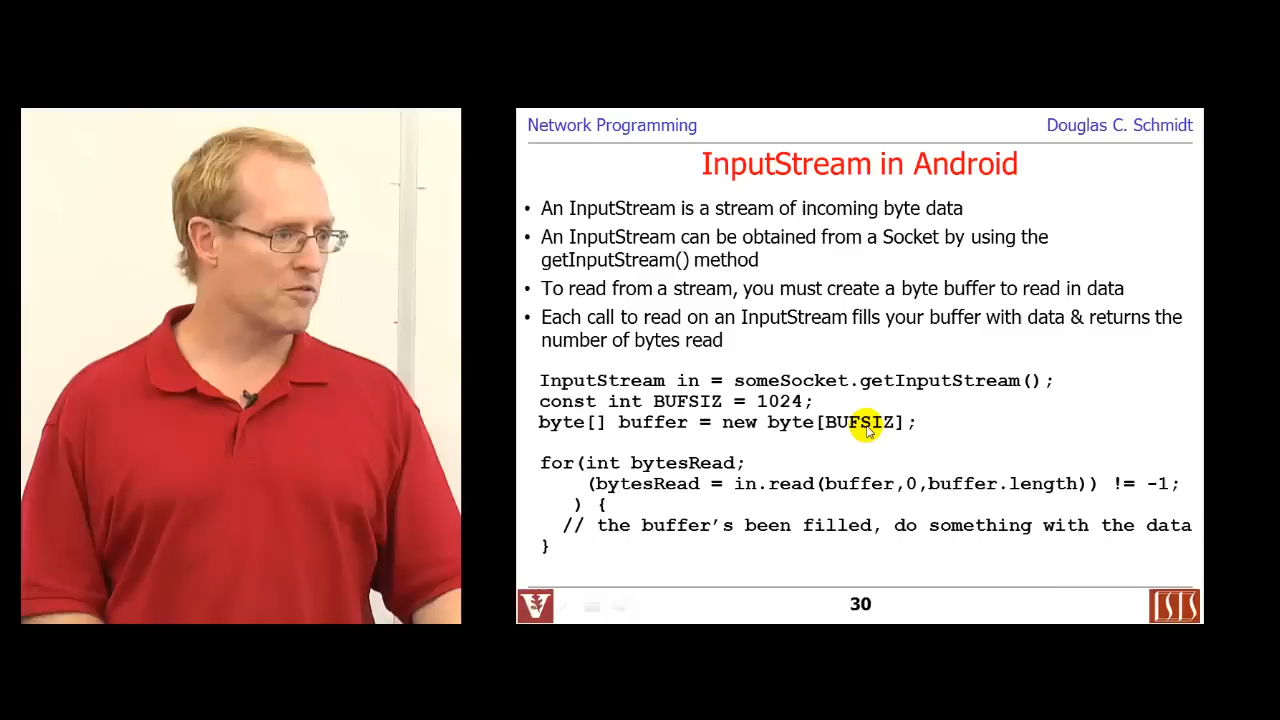 Network Programming Douglas C. Schmidt
InputStream in Android
• An InputStream is a stream of incoming byte data
• An InputStream can be obtained from a Socket by using the
getInputStream() method
• To read from a stream, you must create a byte buffer to read in data
• Each call to read on an InputStream fills your buffer with data & returns the
number of bytes read
InputStream in = someSocket.getInputStream();
const int BUFSIZ = 1024;
byte[] buffer = new byte[BUFSIZ];
for(int bytesRead;
(bytesRead = in.read(buffer,0,buffer.length)) != -1;
) {
// the buffer’s been filled, do something with the data
}
V 30 ISIS